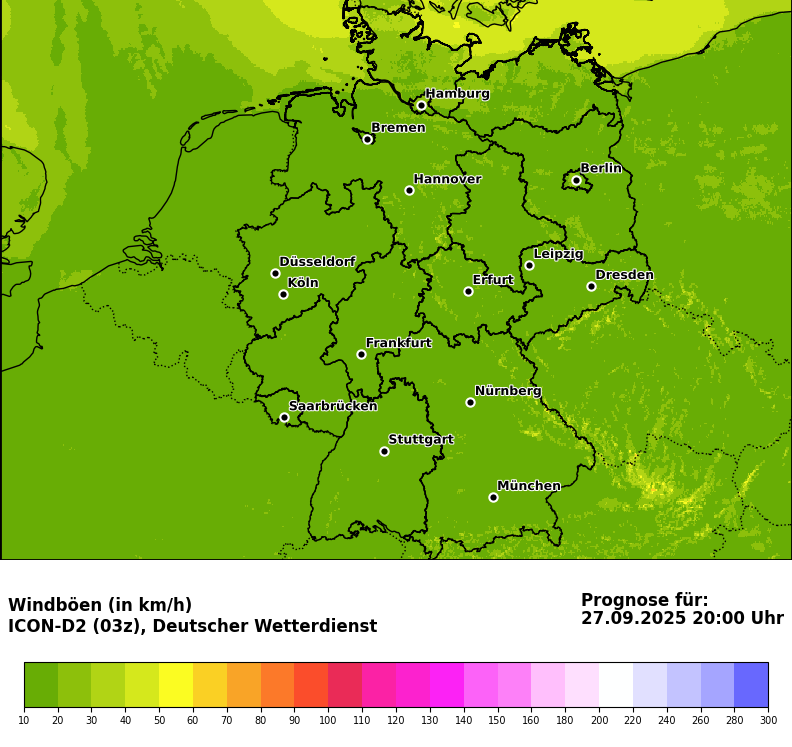 Hamburg
Bremen
Berlin
Hannover
Leipzig
Düsseldorf
Dresden
Köln
Erfurt
Frankfurt
Nürnberg
Saarbrücken
Stuttgart
München
Windböen (in km/h)
ICON-D2 (03z), Deutscher Wetterdienst
Prognose für:
27.09.2025 20:00 Uhr
10 20 30 40 50 60 70 80 90 100 110 120 130 140 150 160 180 200 220 240 260 280 300